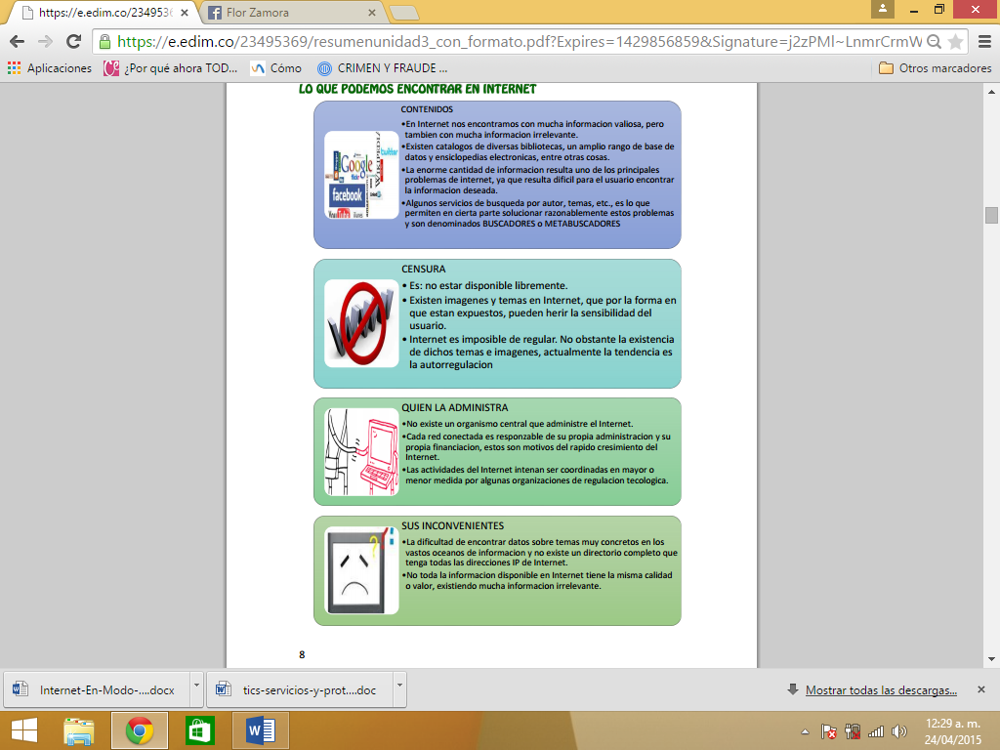 https://e.edim.co/234953
Flor Zamora
https://e.edim.co/23495369/resumenunidad3_con_formato.pdf?Expires=1429856859&Signature=j2zPMl~LnmrCrmW
Aplicaciones
¿Por qué ahora TOD...
Cómo
CRIMEN Y FRAUDE ...
Otros marcadores
LO QUE PODEMOS ENCONTRAR EN INTERNET
CONTENIDOS
•En Internet nos encontramos con mucha informacion valiosa, pero
tambien con mucha informacion irrelevante.
•Existen catalogos de diversas bibliotecas, un amplio rango de base de
datos y ensiclopedias electronicas, entre otras cosas.
•La enorme cantidad de informacion resulta uno de los principales
problemas de internet, ya que resulta dificil para el usuario encontrar
la informacion deseada.
•Algunos servicios de busqueda por autor, temas, etc., es lo que
permiten en cierta parte solucionar razonablemente estos problemas
y son denominados BUSCADORES o METABUSCADORES
Google
twitter
WIKIPEDIA
flickr
facebook
YouTube
CENSURA
• Es: no estar disponible libremente.
• Existen imagenes y temas en Internet, que por la forma en
que estan expuestos, pueden herir la sensibilidad del
usuario.
• Internet es imposible de regular. No obstante la existencia
de dichos temas e imagenes, actualmente la tendencia es
la autorregulacion
WWW
QUIEN LA ADMINISTRA
•No existe un organismo central que administre el Internet.
•Cada red conectada es responzable de su propia administracion y su
propia financiacion, estos son motivos del rapido cresimiento del
Internet.
•Las actividades del Internet intenan ser coordinadas en mayor o
menor medida por algunas organizaciones de regulacion tecologica.
SUS INCONVENIENTES
•La dificultad de encontrar datos sobre temas muy concretos en los
vastos oceanos de informacion y no existe un directorio completo que
tenga todas las direcciones IP de Internet.
•No toda la informacion disponible en Internet tiene la misma calidad
o valor, existiendo mucha informacion irrelevante.
8
Internet-En-Modo-....docx
tics-servicios-y-prot....doc
Mostrar todas las descargas...
12:29 a. m.
24/04/2015